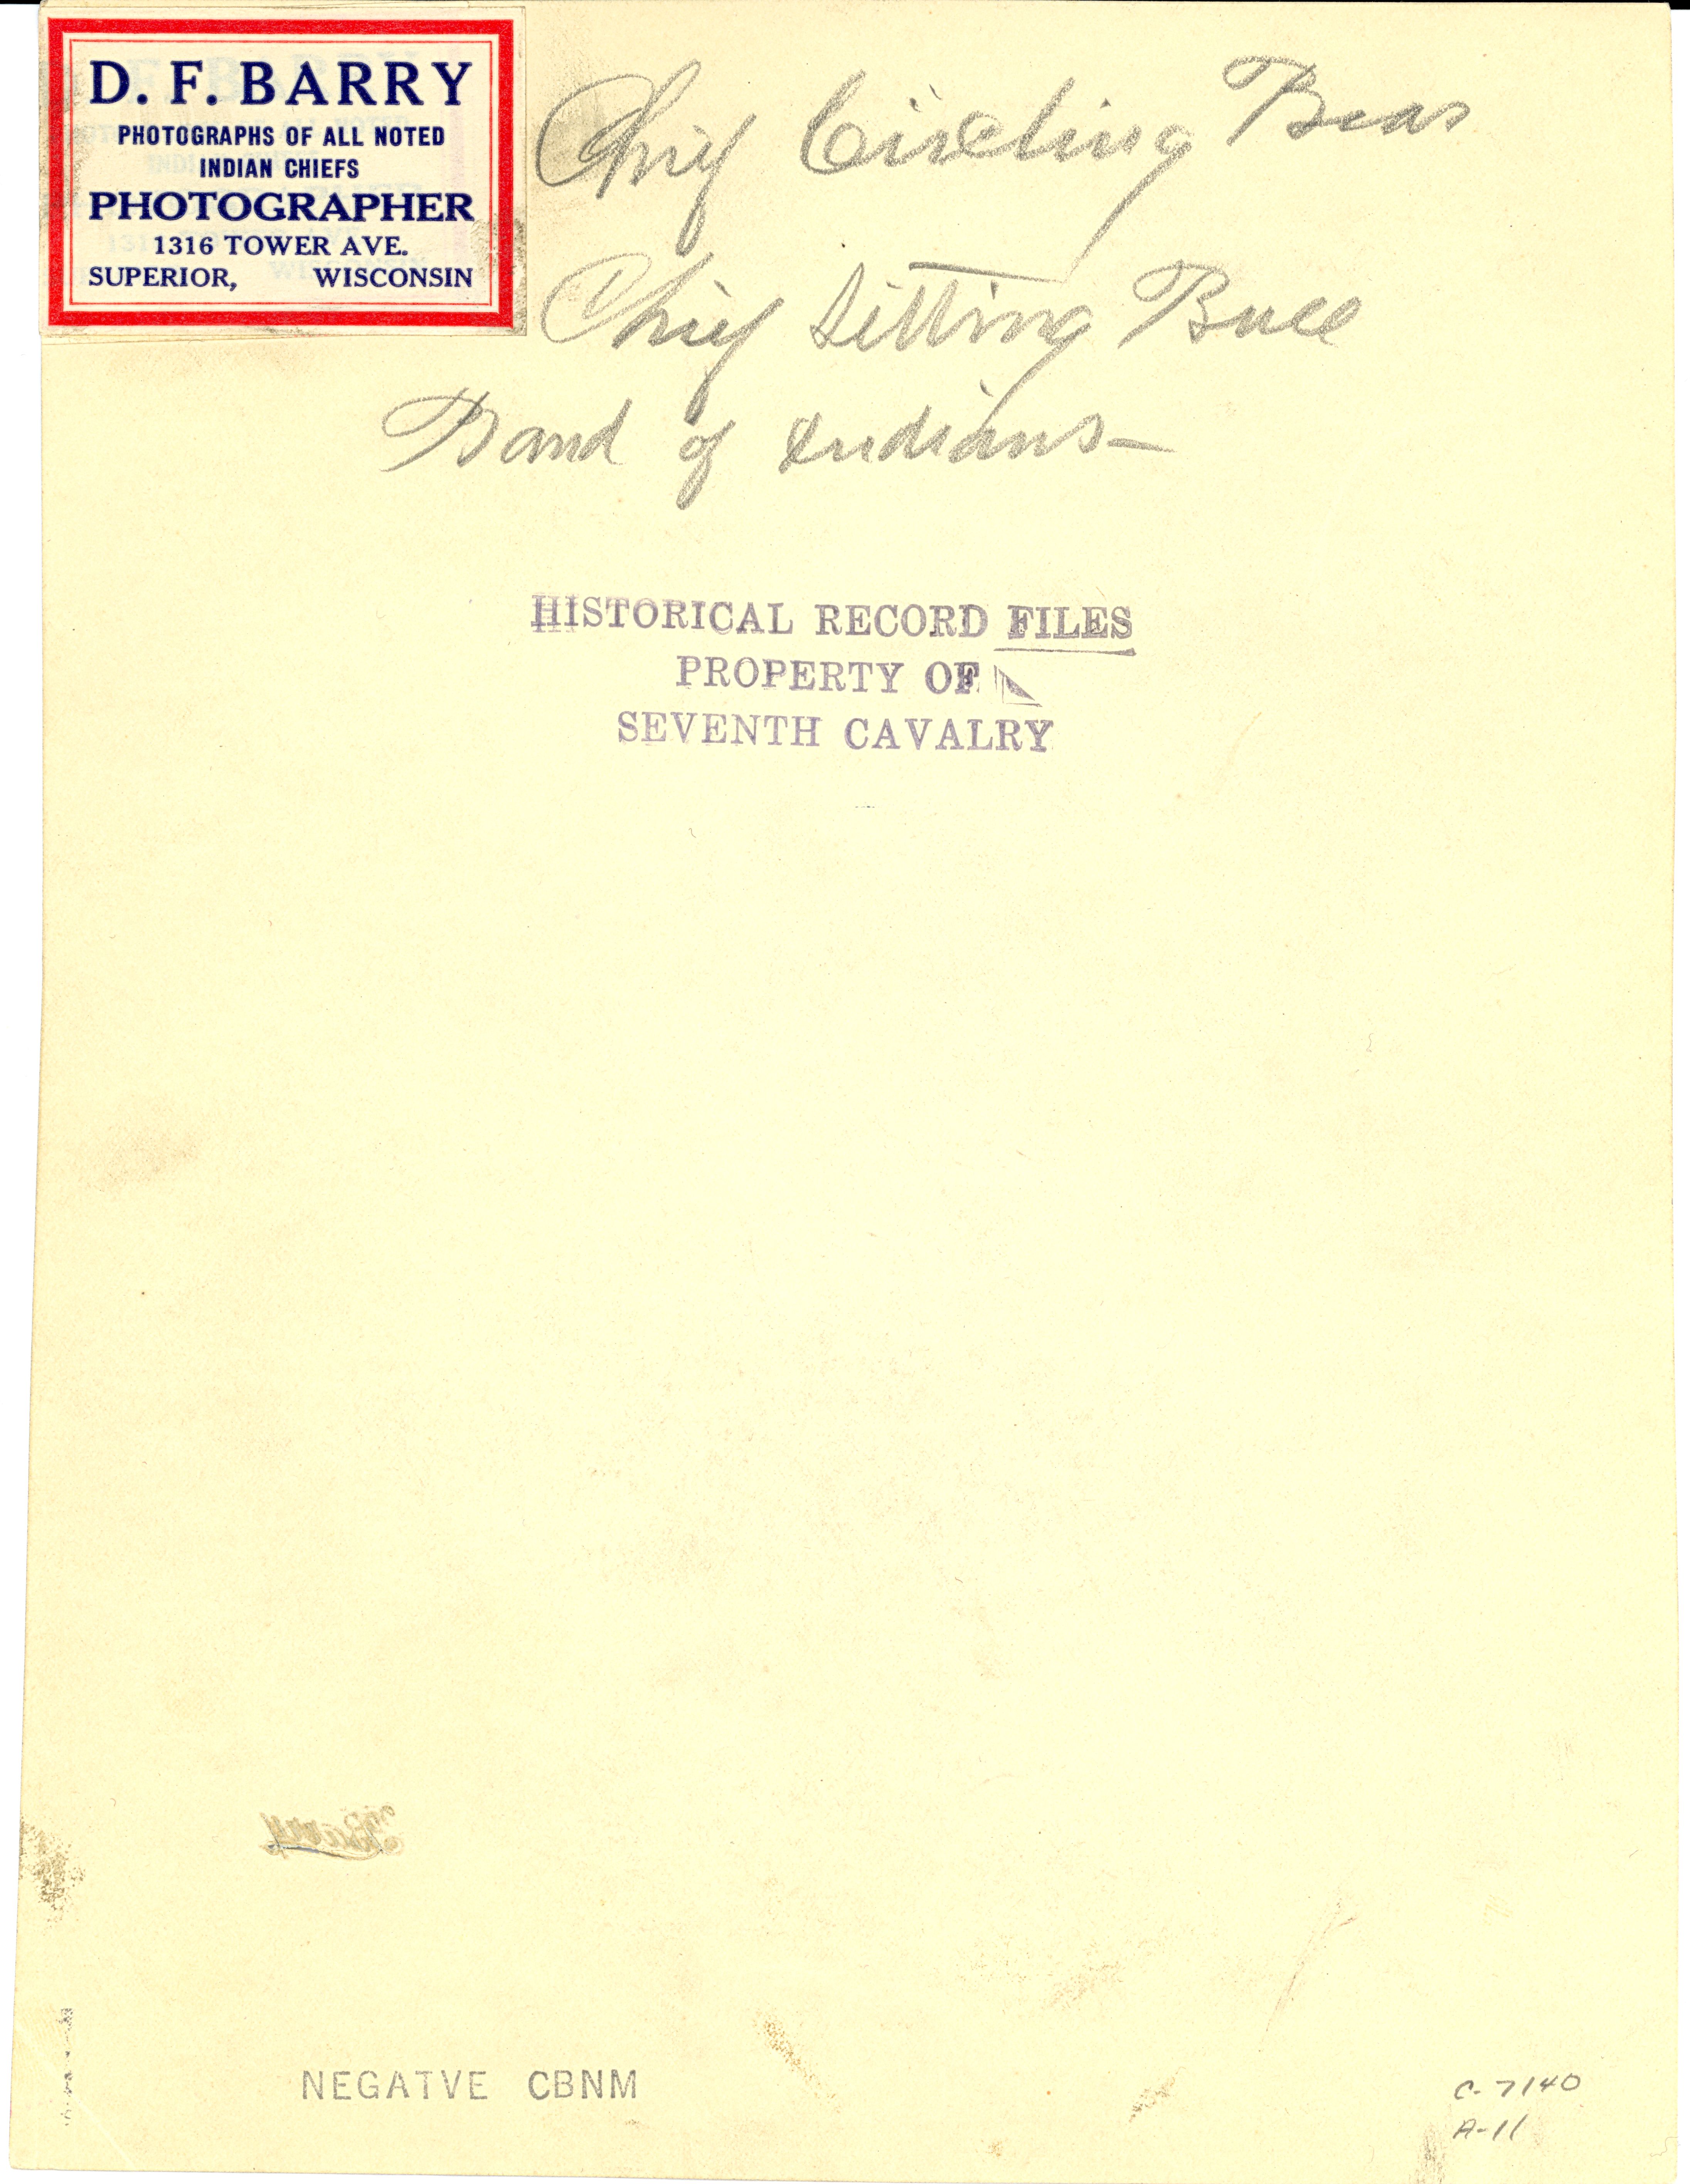 D. F. BARRY
PHOTOGRAPHS OF ALL NOTED
INDIAN CHIEFS
PHOTOGRAPHER
1316 TOWER AVE.
SUPERIOR, WISCONSIN
Chief Circling Bear
Chief Sitting Bull
Band of Indians—
HISTORICAL RECORD FILES
PROPERTY OF
SEVENTH CAVALRY
Barry
NEGATVE CBNM
C-7140
A-11